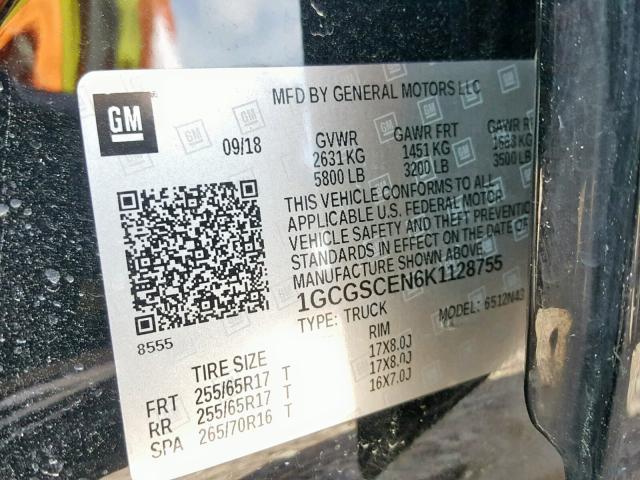 GM
MFD BY GENERAL MOTORS LLC
09/18 GVWR GAWR FRT GAWR
2631 KG 1451 KG KG
5800 LB 3200 LB 3500 LB
THIS VEHICLE CONFORMS TO ALL
APPLICABLE U.S. FEDERAL MOTOR
VEHICLE SAFETY AND THEFT PREVENTION
STANDARDS IN EFFECT ON THE DATE OF
MANUFACTURE SHOWN ABOVE.
1GCGSCEN6K1128755
TYPE: TRUCK MODEL: 6512N43
8555
TIRE SIZE RIM
FRT 255/65R17 T 17X8.0J
RR 255/65R17 T 17X8.0J
SPA 265/70R16 T 16X7.0J